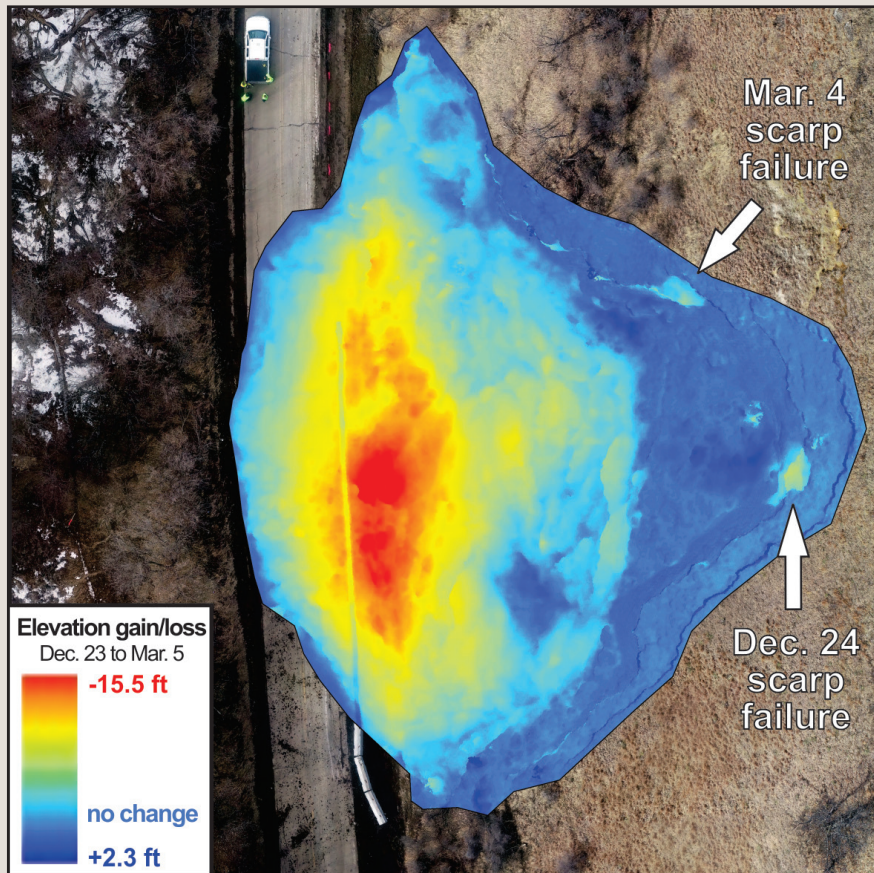 Mar. 4
scarp
failure
Dec. 24
scarp
failure
Elevation gain/loss
Dec. 23 to Mar. 5
-15.5 ft
no change
+2.3 ft